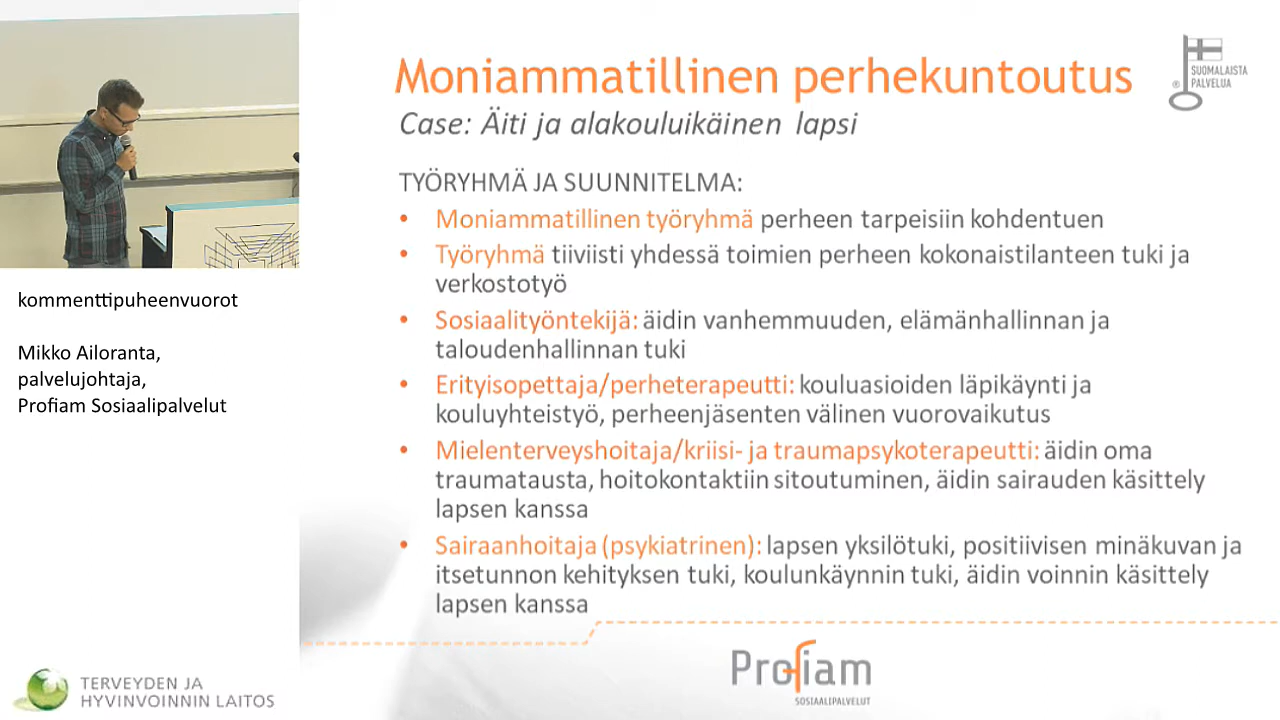 Moniammatillinen perhekuntoutus
Case: Äiti ja alakouluikäinen lapsi
SUOMALAISTA
® PALVELUA
TYÖRYHMÄ JA SUUNNITELMA:
• Moniammatillinen työryhmä perheen tarpeisiin kohdentuen
• Työryhmä tiiviisti yhdessä toimien perheen kokonaistilanteen tuki ja
verkostotyö
• Sosiaalityöntekijä: äidin vanhemmuuden, elämänhallinnan ja
taloudenhallinnan tuki
• Erityisopettaja/perheterapeutti: kouluasioiden läpikäynti ja
kouluyhteistyö, perheenjäsenten välinen vuorovaikutus
• Mielenterveyshoitaja/kriisi- ja traumapsykoterapeutti: äidin oma
traumatausta, hoitokontaktiin sitoutuminen, äidin sairauden käsittely
lapsen kanssa
• Sairaanhoitaja (psykiatrinen): lapsen yksilötuki, positiivisen minäkuvan ja
itsetunnon kehityksen tuki, koulunkäynnin tuki, äidin voinnin käsittely
lapsen kanssa
kommenttipuheenvuorot
Mikko Ailoranta,
palvelujohtaja,
Profiam Sosiaalipalvelut
TERVEYDEN JA
HYVINVOINNIN LAITOS
Profiam
SOSIAALIPALVELUT